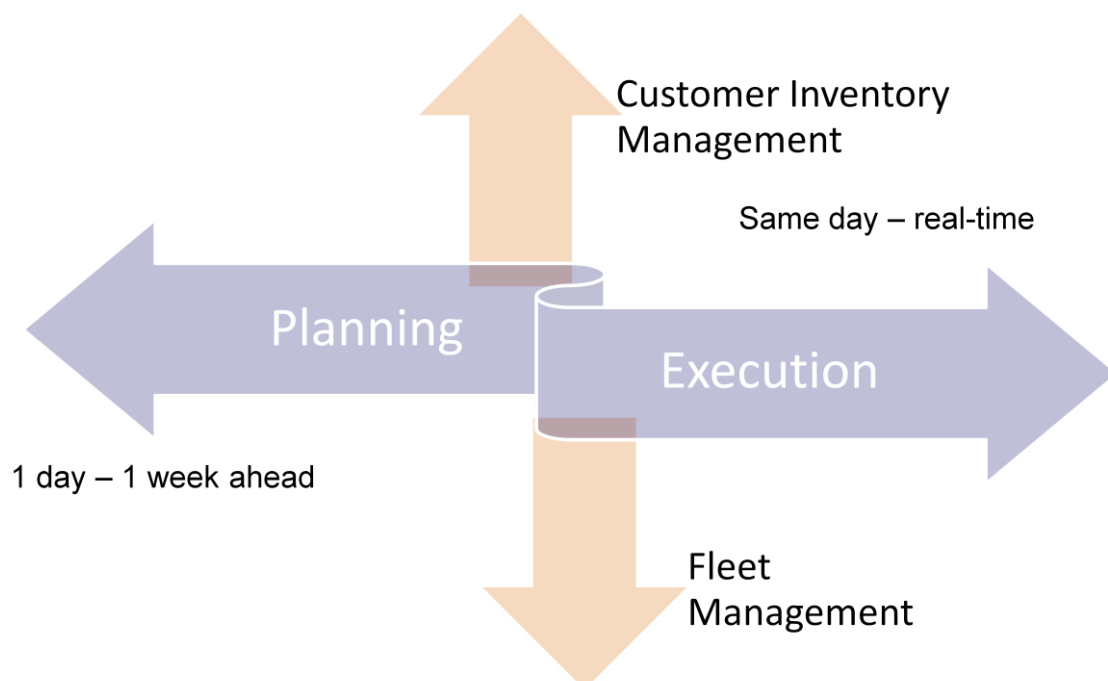 Customer Inventory
Management
Same day – real-time
Planning
Execution
1 day – 1 week ahead
Fleet
Management